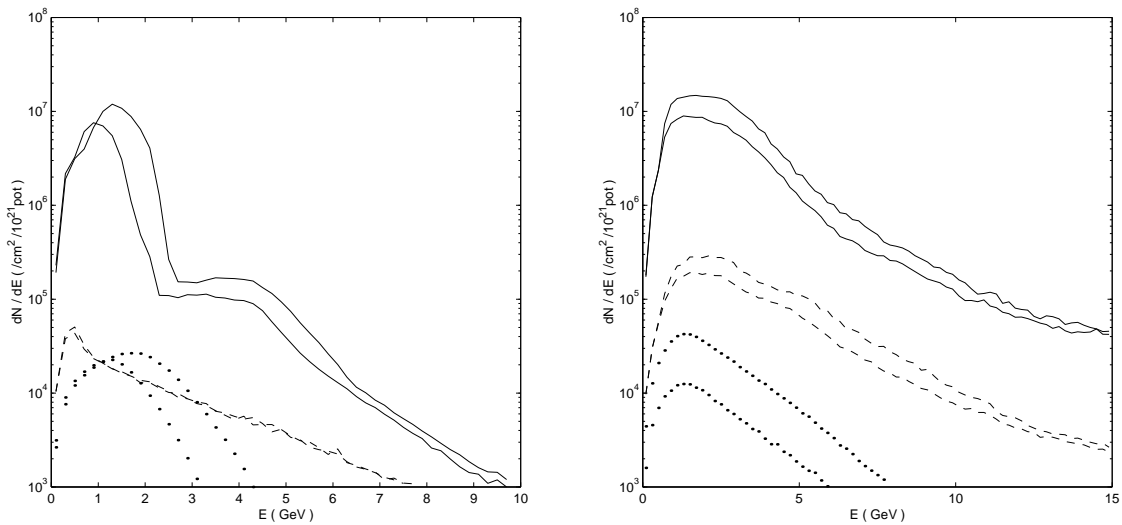 10^8
10^7
10^6
10^5
10^4
10^3
dN / dE ( /cm^2 /10^21pot )
0 1 2 3 4 5 6 7 8 9 10
E ( GeV )
10^8
10^7
10^6
10^5
10^4
10^3
dN / dE ( /cm^2 /10^21pot )
0 5 10 15
E ( GeV )